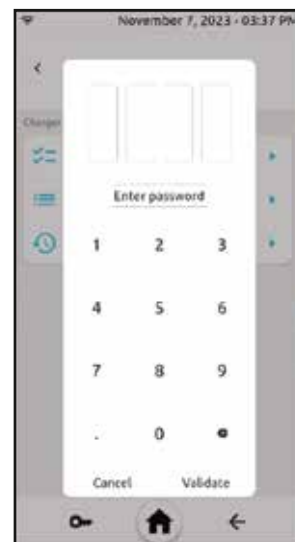 November 7, 2023 - 03:37 PM
Charger
Enter password
1 2 3
4 5 6
7 8 9
. 0
Cancel Validate